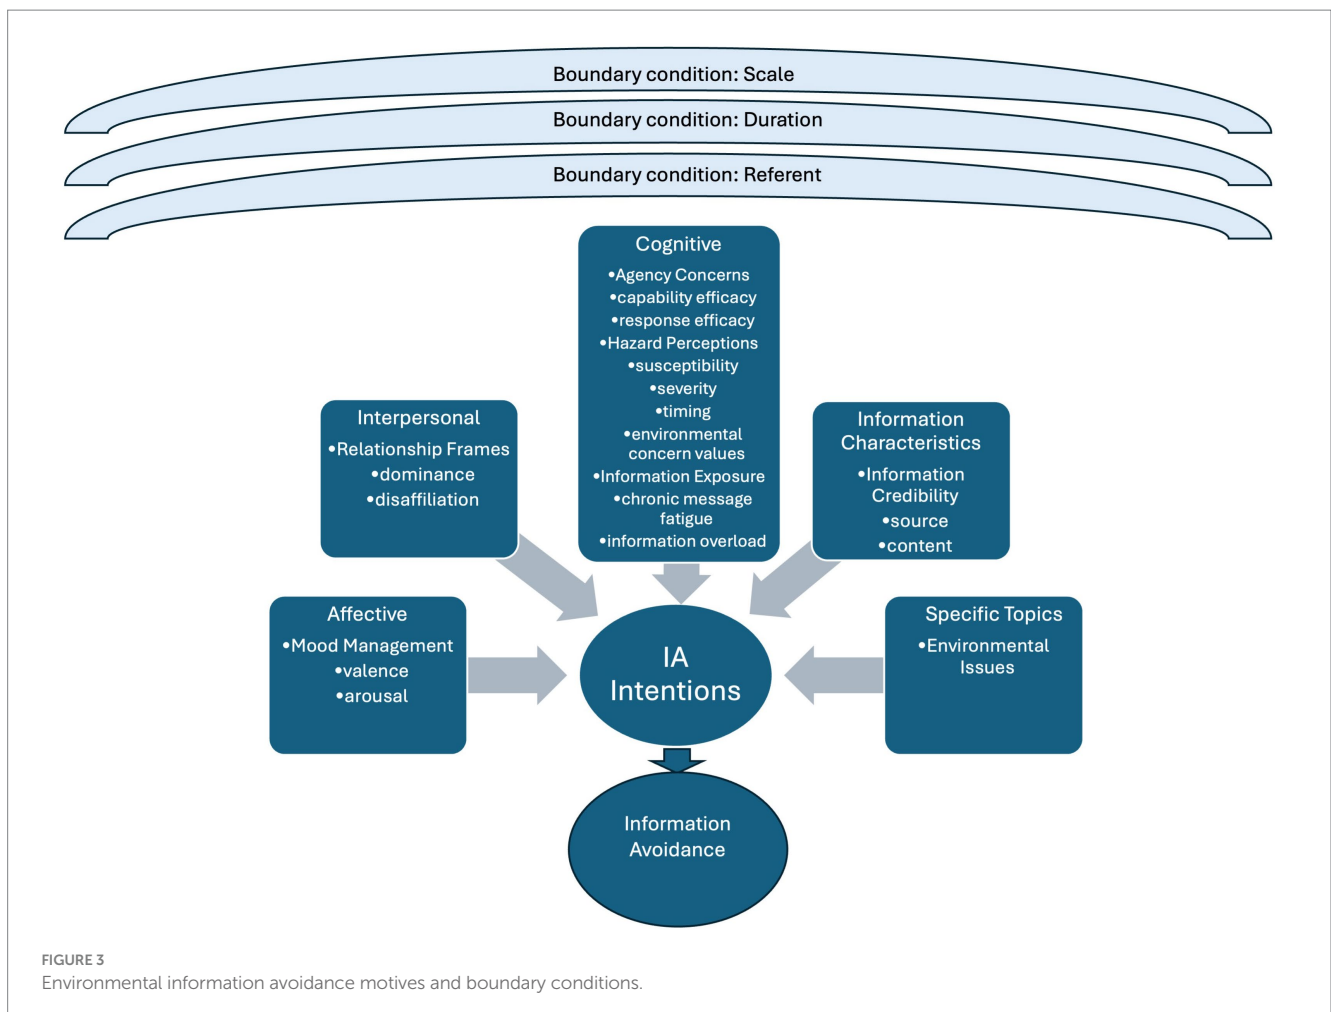 Boundary condition: Scale
Boundary condition: Duration
Boundary condition: Referent
Cognitive
•Agency Concerns
•capability efficacy
•response efficacy
•Hazard Perceptions
•susceptibility
•severity
•timing
•environmental
concern values
•Information Exposure
•chronic message
fatigue
•information overload
Interpersonal
•Relationship Frames
•dominance
•disaffiliation
Information
Characteristics
•Information
Credibility
•source
•content
Affective
•Mood Management
•valence
•arousal
IA
Intentions
Specific Topics
•Environmental
Issues
Information
Avoidance
FIGURE 3
Environmental information avoidance motives and boundary conditions.